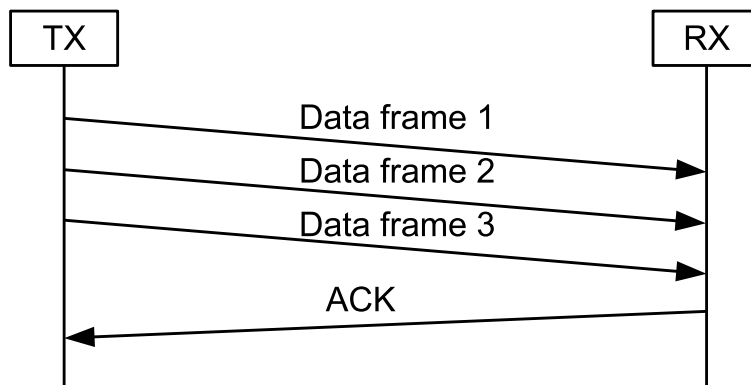 TX
RX
Data frame 1
Data frame 2
Data frame 3
ACK